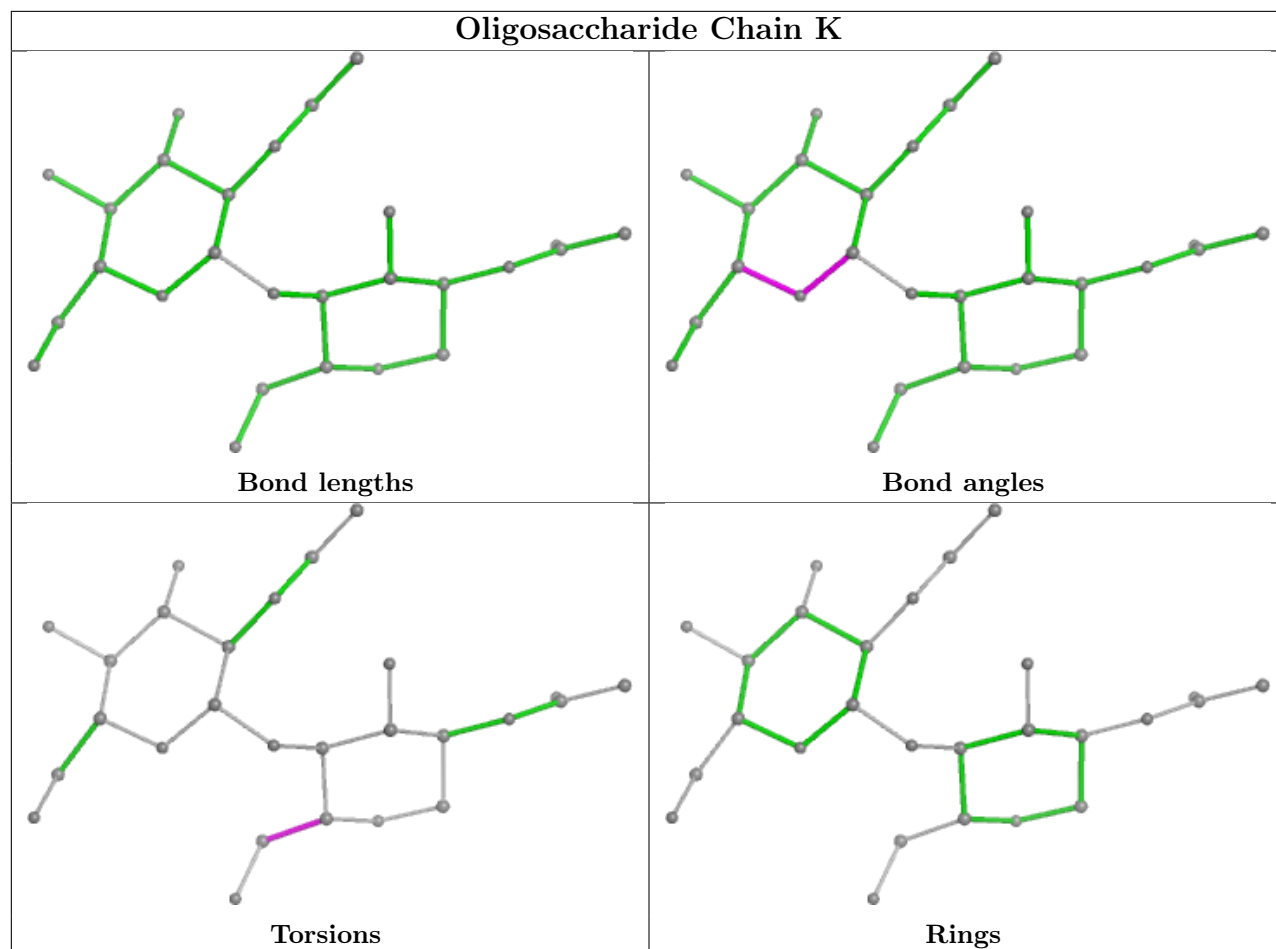 Oligosaccharide Chain K
Bond lengths
Bond angles
Torsions
Rings